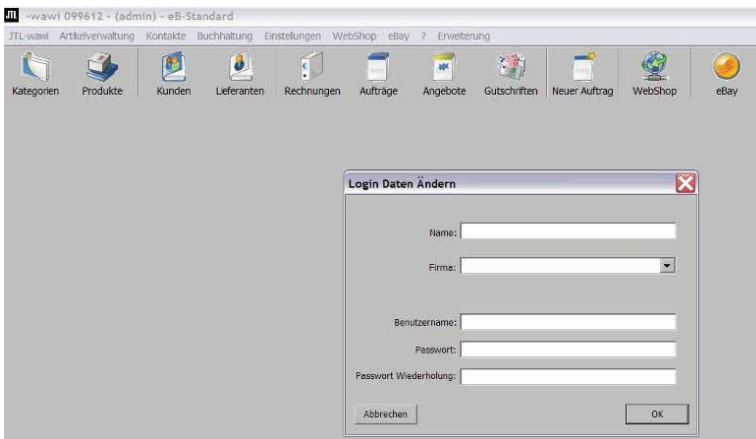 JTL -wawi 099612 - (admin) - eB-Standard
JTL-wawi Artikelverwaltung Kontakte Buchhaltung Einstellungen WebShop eBay ? Erweiterung
Kategorien Produkte Kunden Lieferanten Rechnungen Aufträge Angebote Gutschriften Neuer Auftrag WebShop eBay
Login Daten Ändern
Name:
Firma:
Benutzername:
Passwort:
Passwort Wiederholung:
Abbrechen OK